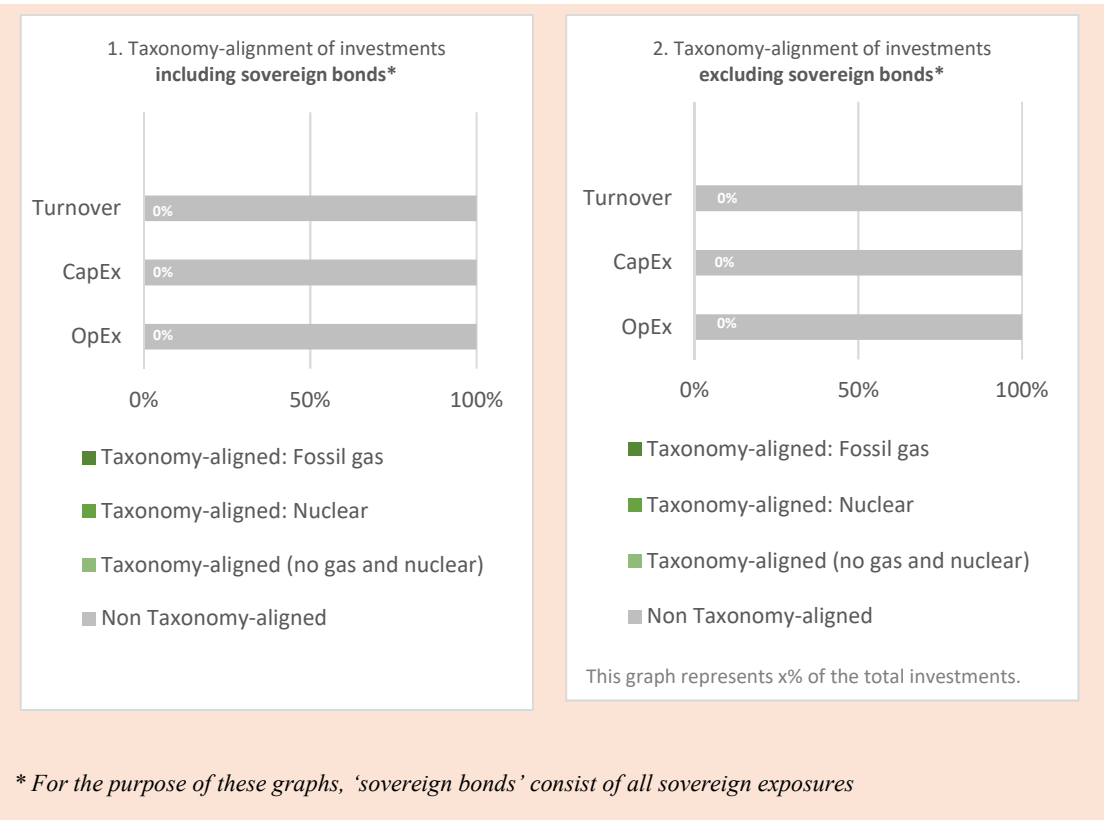 1. Taxonomy-alignment of investments
including sovereign bonds*
Turnover
0%
CapEx
0%
OpEx
0%
0%
50%
100%
Taxonomy-aligned: Fossil gas
Taxonomy-aligned: Nuclear
Taxonomy-aligned (no gas and nuclear)
Non Taxonomy-aligned
2. Taxonomy-alignment of investments
excluding sovereign bonds*
Turnover
0%
CapEx
0%
OpEx
0%
0%
50%
100%
Taxonomy-aligned: Fossil gas
Taxonomy-aligned: Nuclear
Taxonomy-aligned (no gas and nuclear)
Non Taxonomy-aligned
This graph represents x% of the total investments.
* For the purpose of these graphs, ‘sovereign bonds’ consist of all sovereign exposures